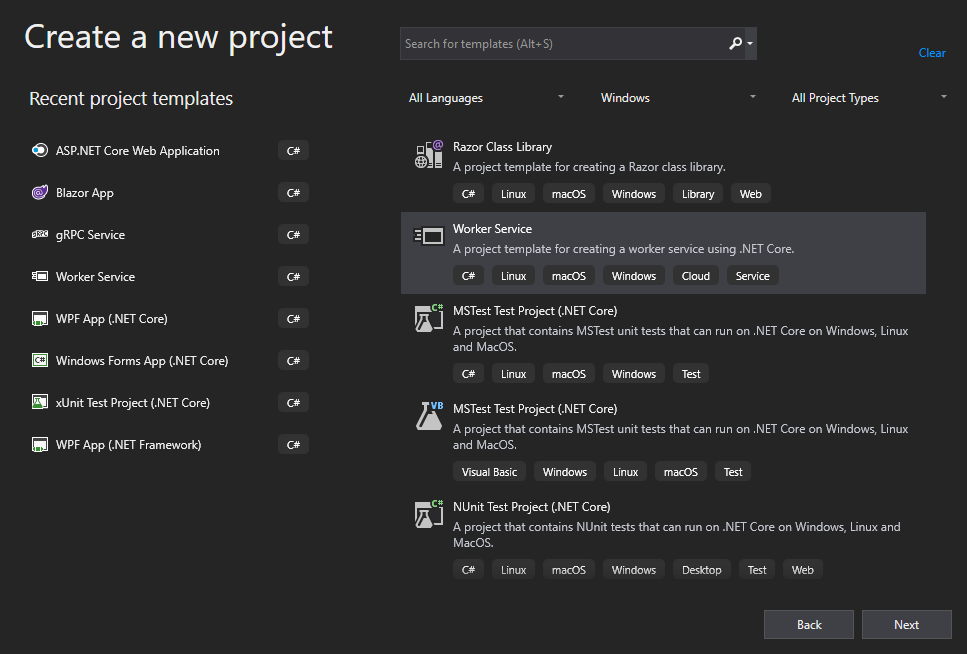 Create a new project
Search for templates (Alt+S)
Clear
Recent project templates
All Languages
Windows
All Project Types
ASP.NET Core Web Application C#
Blazor App C#
gRPC Service C#
Worker Service C#
WPF App (.NET Core) C#
Windows Forms App (.NET Core) C#
xUnit Test Project (.NET Core) C#
WPF App (.NET Framework) C#
Razor Class Library
A project template for creating a Razor class library.
C# Linux macOS Windows Library Web
Worker Service
A project template for creating a worker service using .NET Core.
C# Linux macOS Windows Cloud Service
C#
MSTest Test Project (.NET Core)
A project that contains MSTest unit tests that can run on .NET Core on Windows, Linux
and MacOS.
C# Linux macOS Windows Test
VB
MSTest Test Project (.NET Core)
A project that contains MSTest unit tests that can run on .NET Core on Windows, Linux
and MacOS.
Visual Basic Windows Linux macOS Test
C#
NUnit Test Project (.NET Core)
A project that contains NUnit tests that can run on .NET Core on Windows, Linux and
MacOS.
C# Linux macOS Windows Desktop Test Web
Back
Next